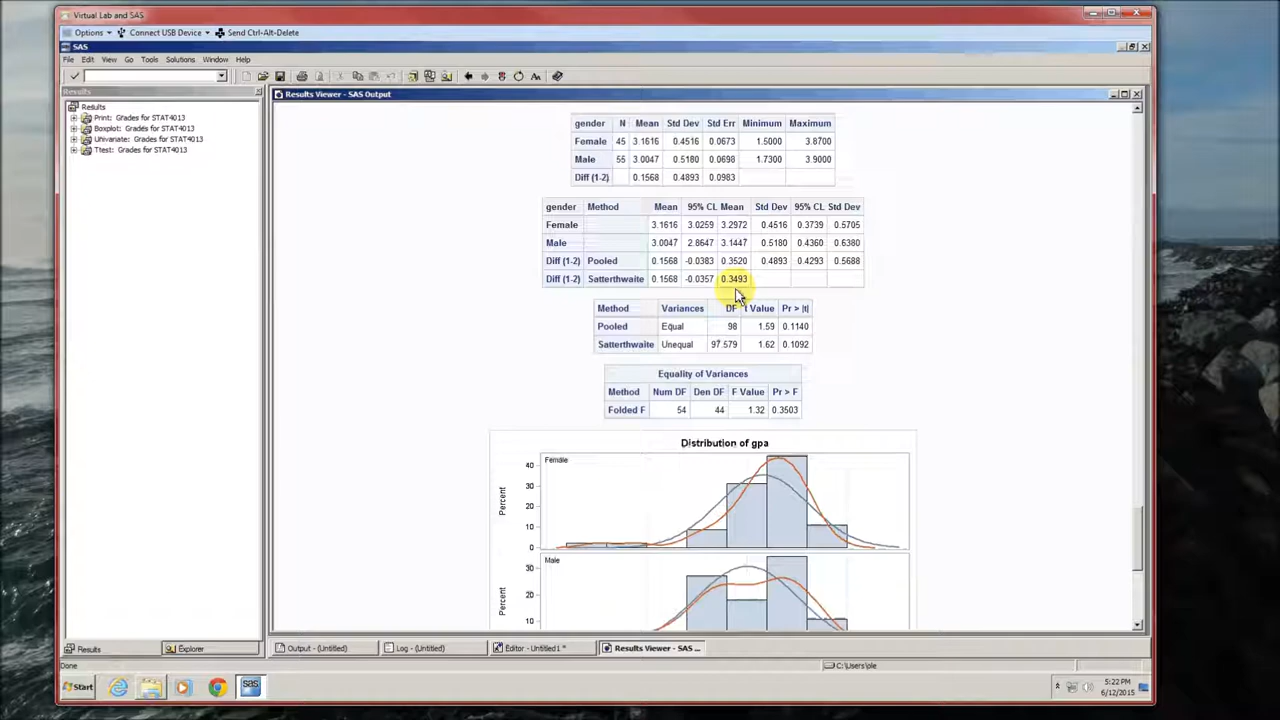 Virtual Lab and SAS
Options Connect USB Device Send Ctrl-Alt-Delete
SAS
File Edit View Go Tools Solutions Window Help
Results
Results
Print: Grades for STAT4013
Boxplot: Grades for STAT4013
Univariate: Grades for STAT4013
Ttest: Grades for STAT4013
Results Viewer - SAS Output
gender N Mean Std Dev Std Err Minimum Maximum
Female 45 3.1616 0.4516 0.0673 1.5000 3.8700
Male 55 3.0047 0.5180 0.0698 1.7300 3.9000
Diff (1-2) 0.1568 0.4893 0.0983
gender Method Mean 95% CL Mean Std Dev 95% CL Std Dev
Female 3.1616 3.0259 3.2972 0.4516 0.3739 0.5705
Male 3.0047 2.8647 3.1447 0.5180 0.4360 0.6380
Diff (1-2) Pooled 0.1568 -0.0383 0.3520 0.4893 0.4293 0.5688
Diff (1-2) Satterthwaite 0.1568 -0.0357 0.3493
Method Variances DF t Value Pr > |t|
Pooled Equal 98 1.59 0.1140
Satterthwaite Unequal 97.579 1.62 0.1092
Equality of Variances
Method Num DF Den DF F Value Pr > F
Folded F 54 44 1.32 0.3503
Distribution of gpa
Female
40
30
20
10
0
Percent
Male
30
20
10
Percent
Results Explorer
Output - (Untitled) Log - (Untitled) Editor - Untitled1 * Results Viewer - SAS ...
Done C:\Users\ple
Start sas
5:22 PM
6/12/2015